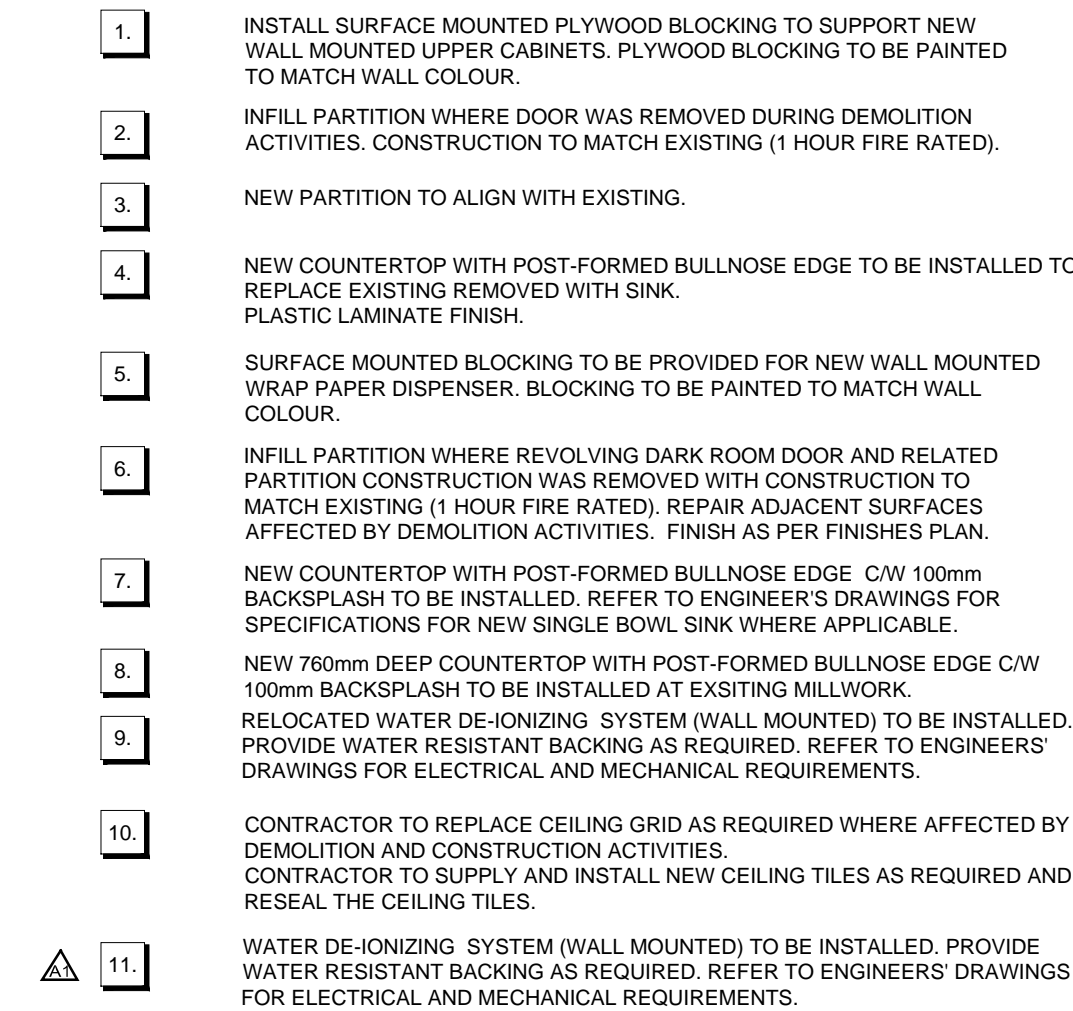 1. INSTALL SURFACE MOUNTED PLYWOOD BLOCKING TO SUPPORT NEW
WALL MOUNTED UPPER CABINETS. PLYWOOD BLOCKING TO BE PAINTED
TO MATCH WALL COLOUR.
2. INFILL PARTITION WHERE DOOR WAS REMOVED DURING DEMOLITION
ACTIVITIES. CONSTRUCTION TO MATCH EXISTING (1 HOUR FIRE RATED).
3. NEW PARTITION TO ALIGN WITH EXISTING.
4. NEW COUNTERTOP WITH POST-FORMED BULLNOSE EDGE TO BE INSTALLED TO
REPLACE EXISTING REMOVED WITH SINK.
PLASTIC LAMINATE FINISH.
5. SURFACE MOUNTED BLOCKING TO BE PROVIDED FOR NEW WALL MOUNTED
WRAP PAPER DISPENSER. BLOCKING TO BE PAINTED TO MATCH WALL
COLOUR.
6. INFILL PARTITION WHERE REVOLVING DARK ROOM DOOR AND RELATED
PARTITION CONSTRUCTION WAS REMOVED WITH CONSTRUCTION TO
MATCH EXISTING (1 HOUR FIRE RATED). REPAIR ADJACENT SURFACES
AFFECTED BY DEMOLITION ACTIVITIES. FINISH AS PER FINISHES PLAN.
7. NEW COUNTERTOP WITH POST-FORMED BULLNOSE EDGE C/W 100mm
BACKSPLASH TO BE INSTALLED. REFER TO ENGINEER'S DRAWINGS FOR
SPECIFICATIONS FOR NEW SINGLE BOWL SINK WHERE APPLICABLE.
8. NEW 760mm DEEP COUNTERTOP WITH POST-FORMED BULLNOSE EDGE C/W
100mm BACKSPLASH TO BE INSTALLED AT EXSITING MILLWORK.
9. RELOCATED WATER DE-IONIZING SYSTEM (WALL MOUNTED) TO BE INSTALLED.
PROVIDE WATER RESISTANT BACKING AS REQUIRED. REFER TO ENGINEERS'
DRAWINGS FOR ELECTRICAL AND MECHANICAL REQUIREMENTS.
10. CONTRACTOR TO REPLACE CEILING GRID AS REQUIRED WHERE AFFECTED BY
DEMOLITION AND CONSTRUCTION ACTIVITIES.
CONTRACTOR TO SUPPLY AND INSTALL NEW CEILING TILES AS REQUIRED AND
RESEAL THE CEILING TILES.
A1 11. WATER DE-IONIZING SYSTEM (WALL MOUNTED) TO BE INSTALLED. PROVIDE
WATER RESISTANT BACKING AS REQUIRED. REFER TO ENGINEERS' DRAWINGS
FOR ELECTRICAL AND MECHANICAL REQUIREMENTS.